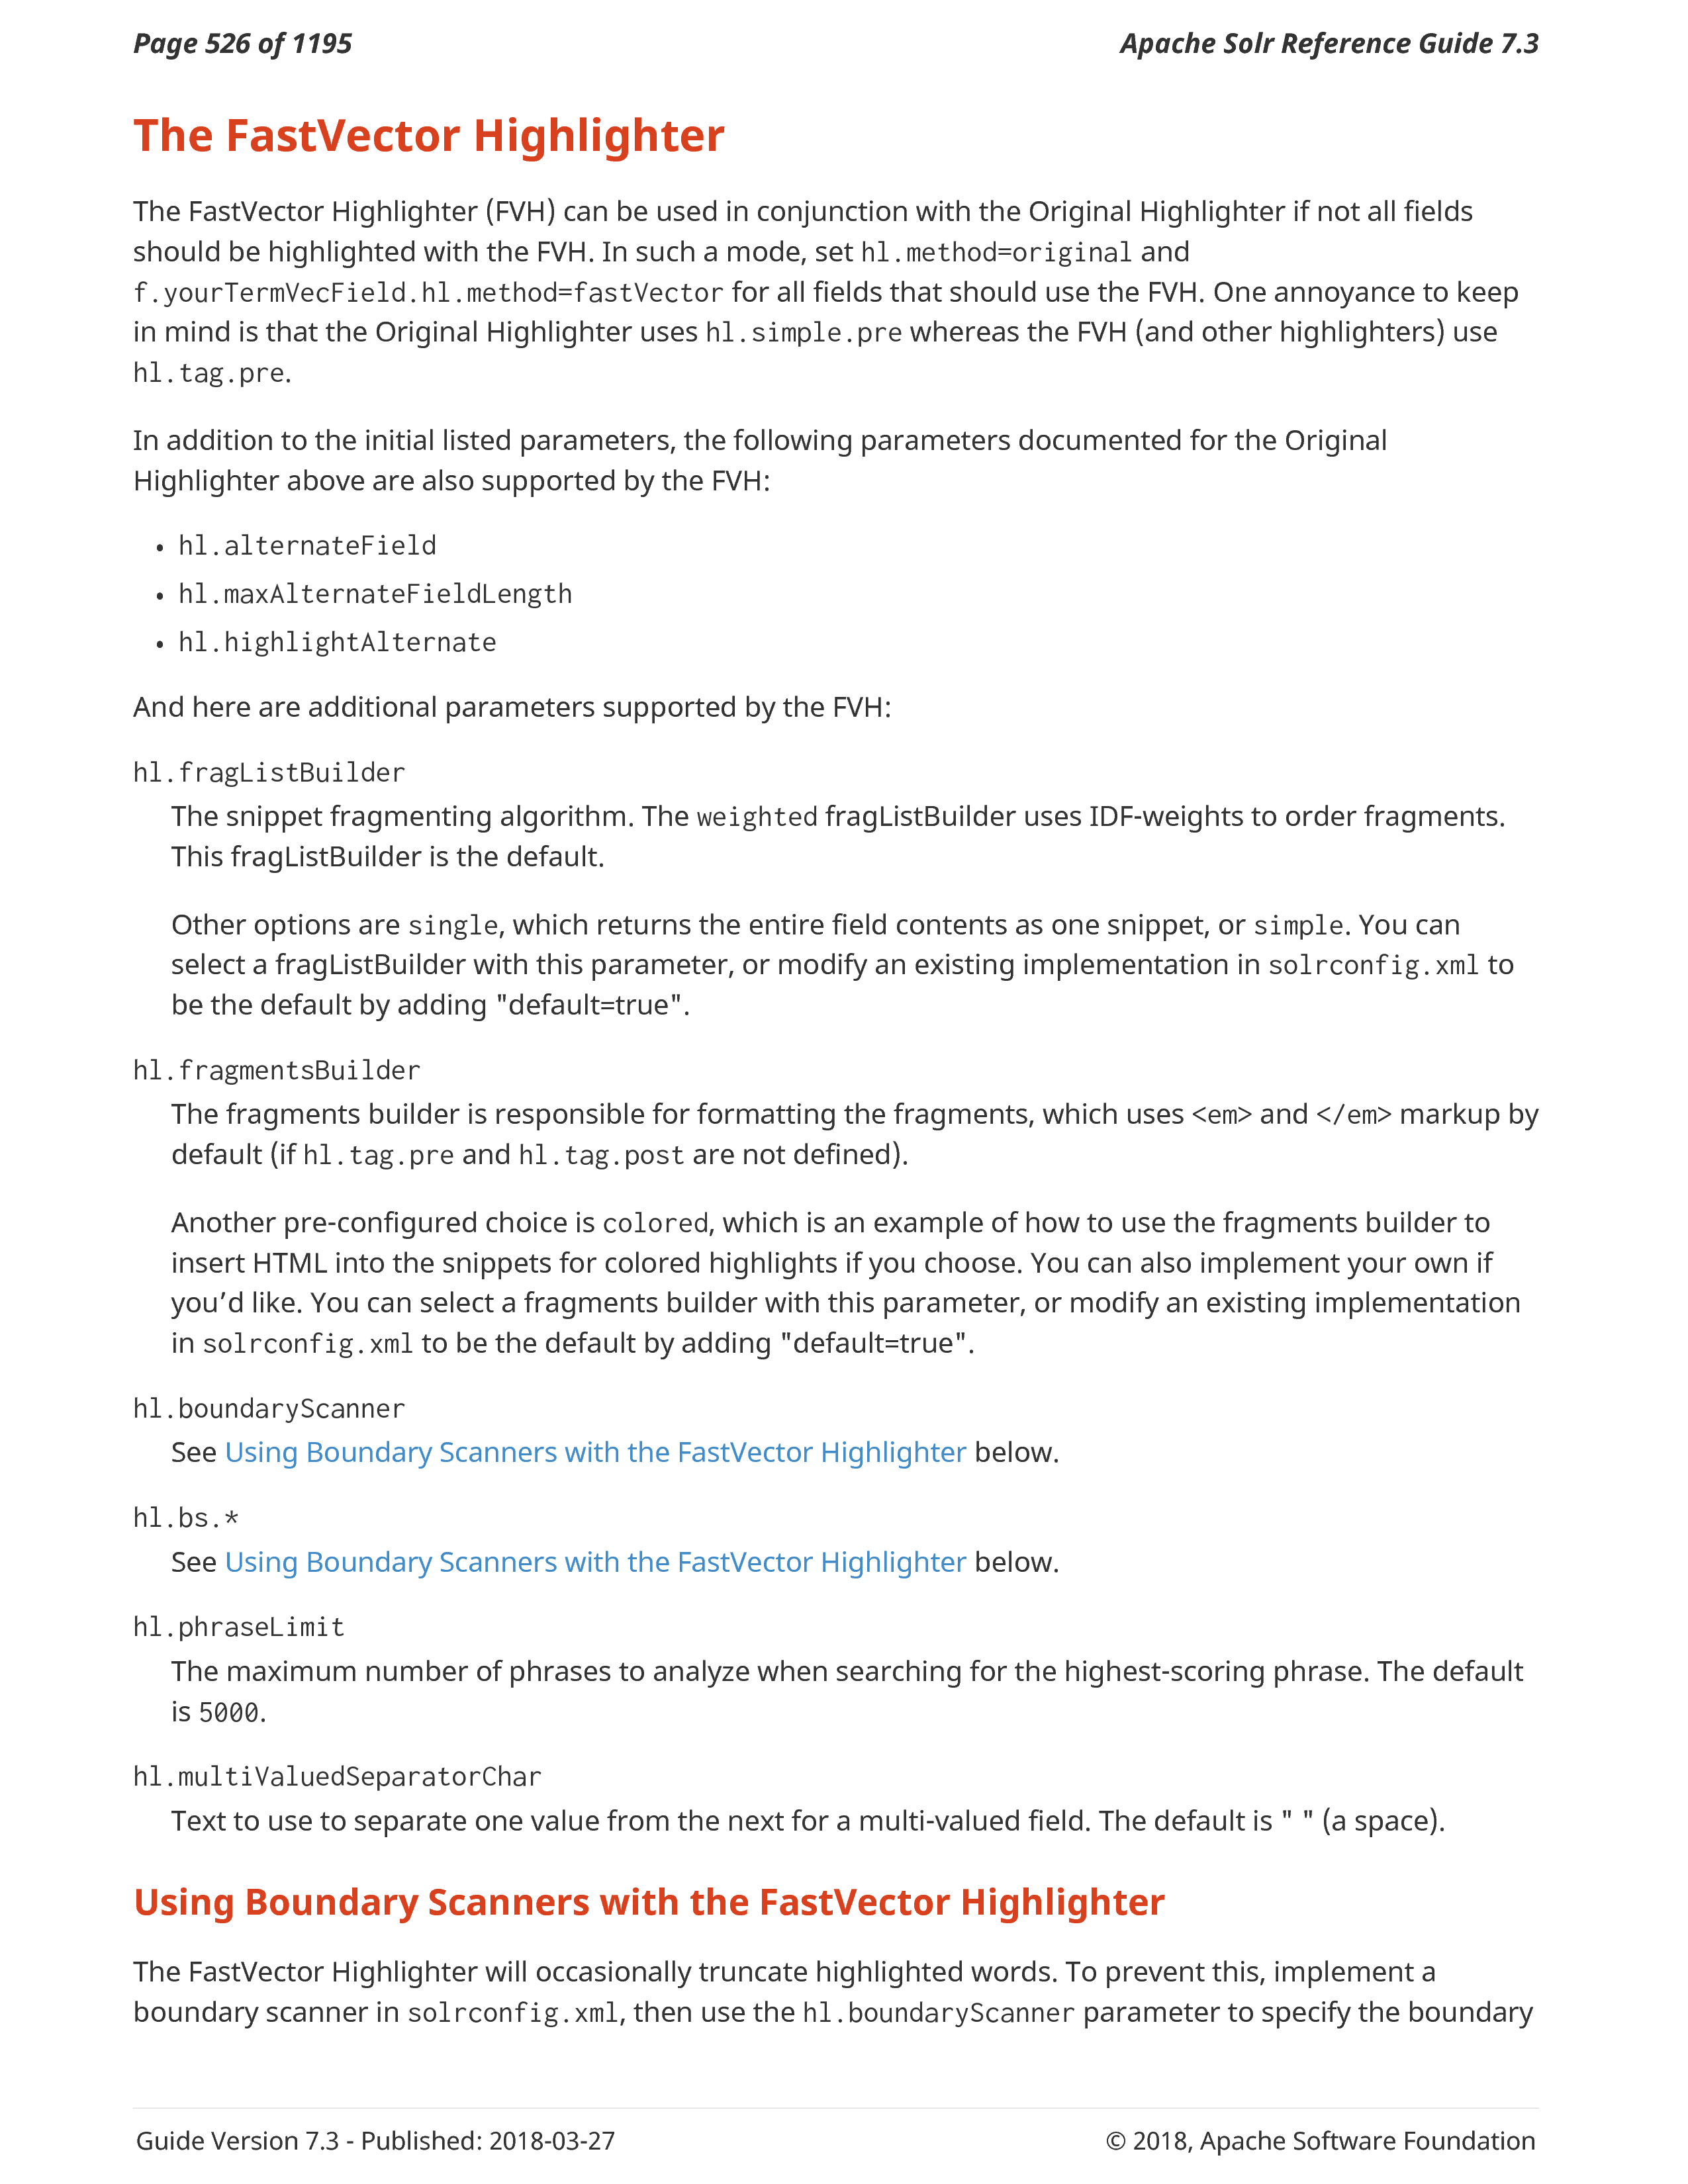 Page 526 of 1195
Apache Solr Reference Guide 7.3
The FastVector Highlighter
The FastVector Highlighter (FVH) can be used in conjunction with the Original Highlighter if not all fields
should be highlighted with the FVH. In such a mode, set hl.method=original and
f.yourTermVecField.hl.method=fastVector for all fields that should use the FVH. One annoyance to keep
in mind is that the Original Highlighter uses hl.simple.pre whereas the FVH (and other highlighters) use
hl.tag.pre.
In addition to the initial listed parameters, the following parameters documented for the Original
Highlighter above are also supported by the FVH:
• hl.alternateField
• hl.maxAlternateFieldLength
• hl.highlightAlternate
And here are additional parameters supported by the FVH:
hl.fragListBuilder
The snippet fragmenting algorithm. The weighted fragListBuilder uses IDF-weights to order fragments.
This fragListBuilder is the default.
Other options are single, which returns the entire field contents as one snippet, or simple. You can
select a fragListBuilder with this parameter, or modify an existing implementation in solrconfig.xml to
be the default by adding "default=true".
hl.fragmentsBuilder
The fragments builder is responsible for formatting the fragments, which uses <em> and </em> markup by
default (if hl.tag.pre and hl.tag.post are not defined).
Another pre-configured choice is colored, which is an example of how to use the fragments builder to
insert HTML into the snippets for colored highlights if you choose. You can also implement your own if
you’d like. You can select a fragments builder with this parameter, or modify an existing implementation
in solrconfig.xml to be the default by adding "default=true".
hl.boundaryScanner
See Using Boundary Scanners with the FastVector Highlighter below.
hl.bs.*
See Using Boundary Scanners with the FastVector Highlighter below.
hl.phraseLimit
The maximum number of phrases to analyze when searching for the highest-scoring phrase. The default
is 5000.
hl.multiValuedSeparatorChar
Text to use to separate one value from the next for a multi-valued field. The default is " " (a space).
Using Boundary Scanners with the FastVector Highlighter
The FastVector Highlighter will occasionally truncate highlighted words. To prevent this, implement a
boundary scanner in solrconfig.xml, then use the hl.boundaryScanner parameter to specify the boundary
Guide Version 7.3 - Published: 2018-03-27
© 2018, Apache Software Foundation